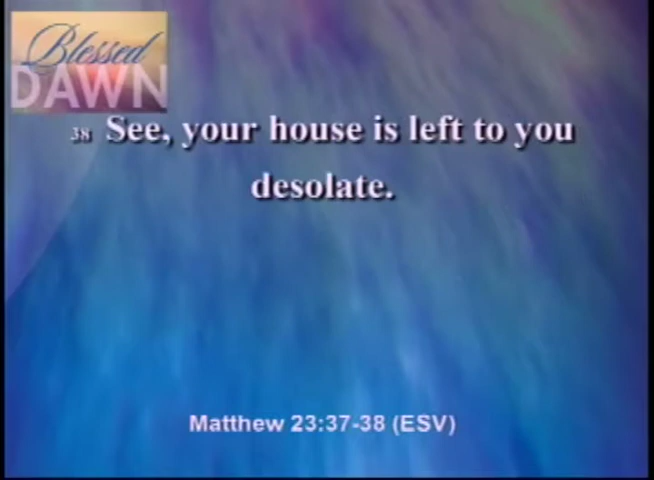 Blessed
DAWN
38 See, your house is left to you
desolate.
Matthew 23:37-38 (ESV)